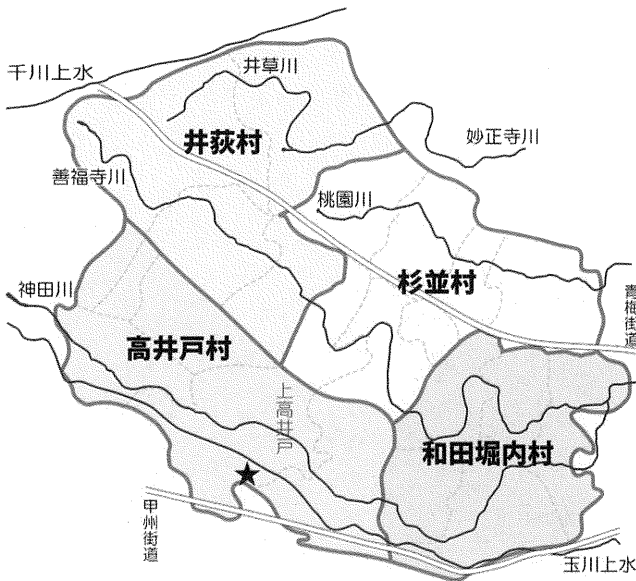 千川上水
井草川
井荻村
妙正寺川
善福寺川
桃園川
神田川
杉並村
青梅街道
高井戸村
上高井戸
和田堀内村
甲州街道
玉川上水